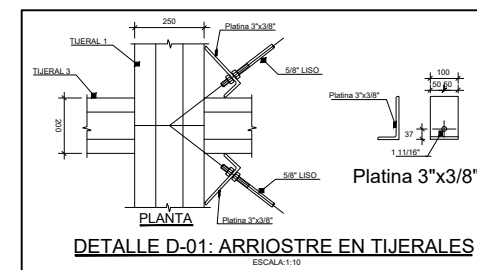 250
Platina 3"x3/8"
TIJERAL 1
5/8" LISO
TIJERAL 3
200
100
50 50
Platina 3"x3/8"
37
1 11/16"
Platina 3"x3/8"
5/8" LISO
PLANTA
Platina 3"x3/8"
DETALLE D-01: ARRIOSTRE EN TIJERALES
ESCALA:1:10